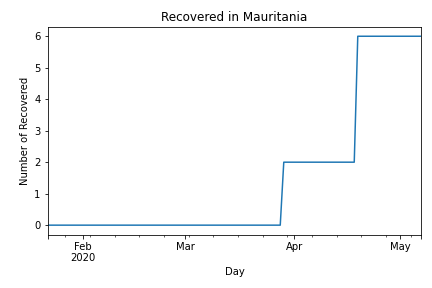 Recovered in Mauritania
Number of Recovered
6
5
4
3
2
1
0
Feb
2020
Mar
Apr
May
Day